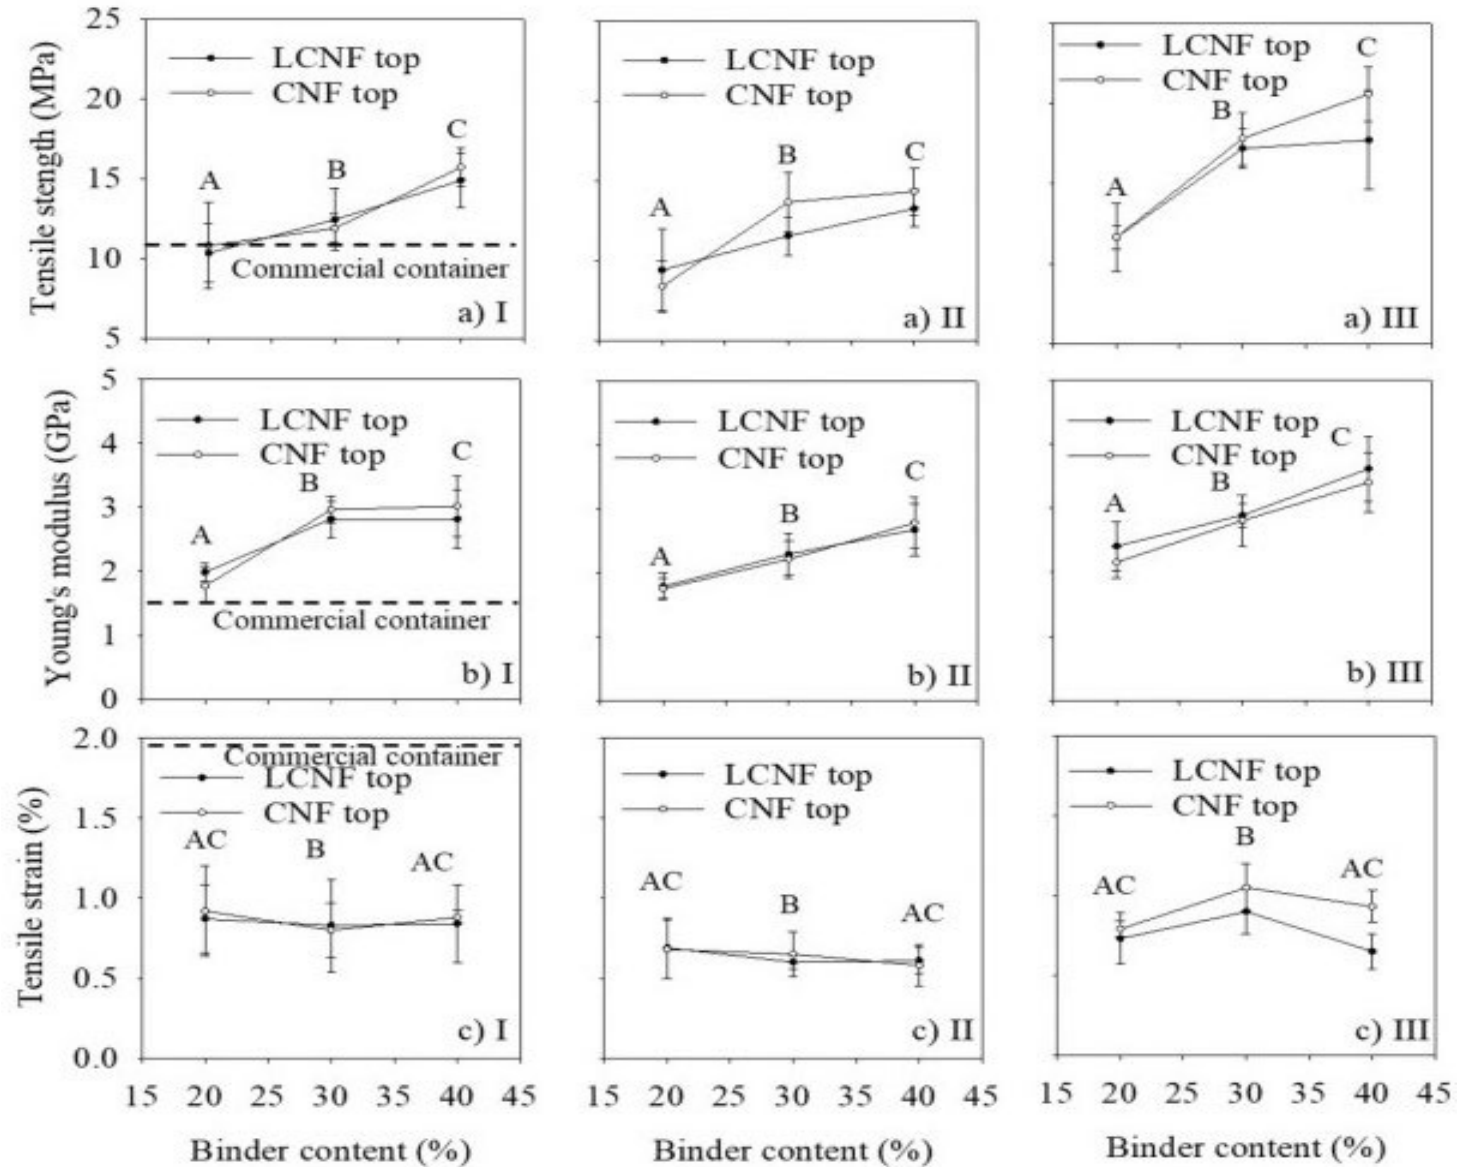 Tensile stength (MPa)
25
20
15
10
5
LCNF top
CNF top
A
B
C
Commercial container
a) I
LCNF top
CNF top
A
B
C
a) II
LCNF top
CNF top
A
B
C
a) III
Young's modulus (GPa)
5
4
3
2
1
0
LCNF top
CNF top
A
B
C
Commercial container
b) I
LCNF top
CNF top
A
B
C
b) II
LCNF top
CNF top
A
B
C
b) III
Tensile strain (%)
2.0
1.5
1.0
0.5
0.0
Commercial container
LCNF top
CNF top
AC
B
AC
c) I
LCNF top
CNF top
AC
B
AC
c) II
LCNF top
CNF top
AC
B
AC
c) III
15 20 25 30 35 40 45
15 20 25 30 35 40 45
15 20 25 30 35 40 45
Binder content (%)
Binder content (%)
Binder content (%)